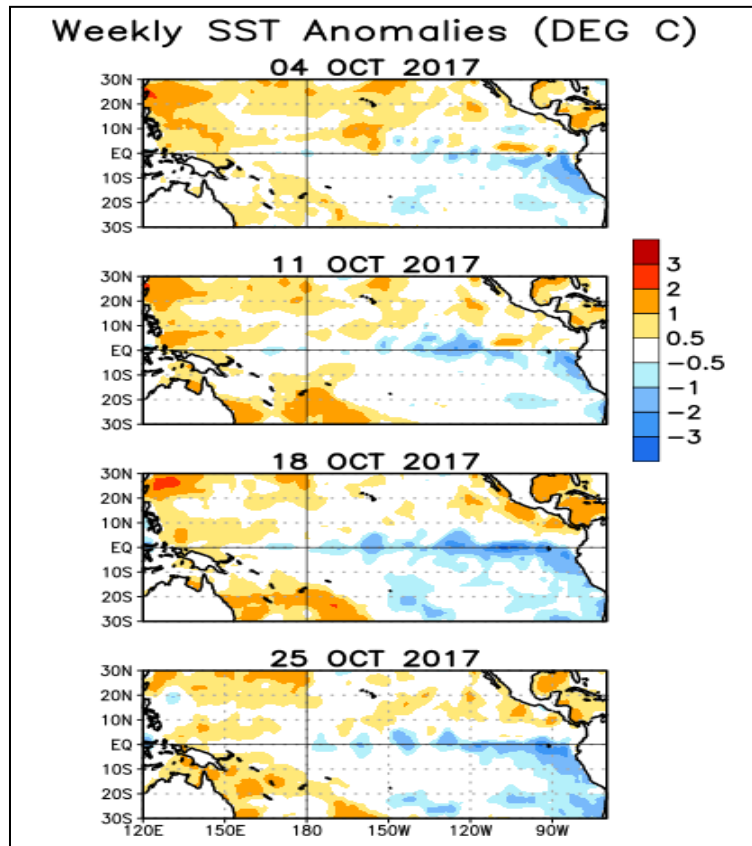 Weekly SST Anomalies (DEG C)
04 OCT 2017
30N
20N
10N
EQ
10S
20S
30S
11 OCT 2017
30N
20N
10N
EQ
10S
20S
30S
3
2
1
0.5
-0.5
-1
-2
-3
18 OCT 2017
30N
20N
10N
EQ
10S
20S
30S
25 OCT 2017
30N
20N
10N
EQ
10S
20S
30S
120E 150E 180 150W 120W 90W